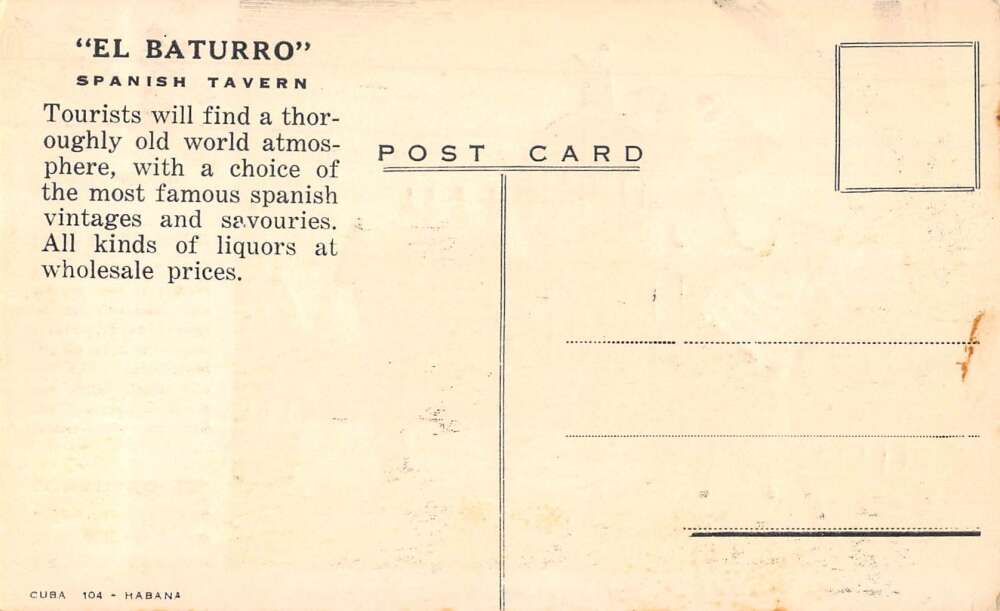 "EL BATURRO"
SPANISH TAVERN
Tourists will find a thor-
oughly old world atmos-
phere, with a choice of
the most famous spanish
vintages and savouries.
All kinds of liquors at
wholesale prices.
POST CARD
CUBA 104 - HABANA